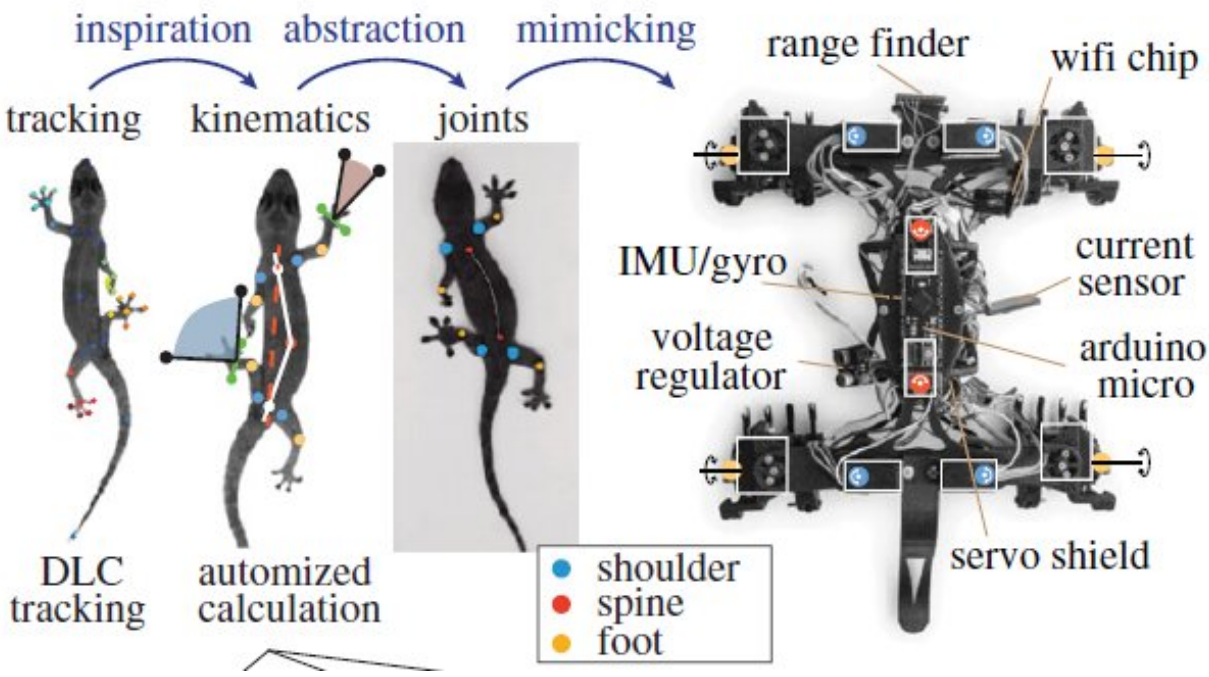 inspiration abstraction mimicking
tracking kinematics joints
range finder
wifi chip
IMU/gyro
current
sensor
voltage
regulator
arduino
micro
servo shield
DLC
tracking
automized
calculation
shoulder
spine
foot